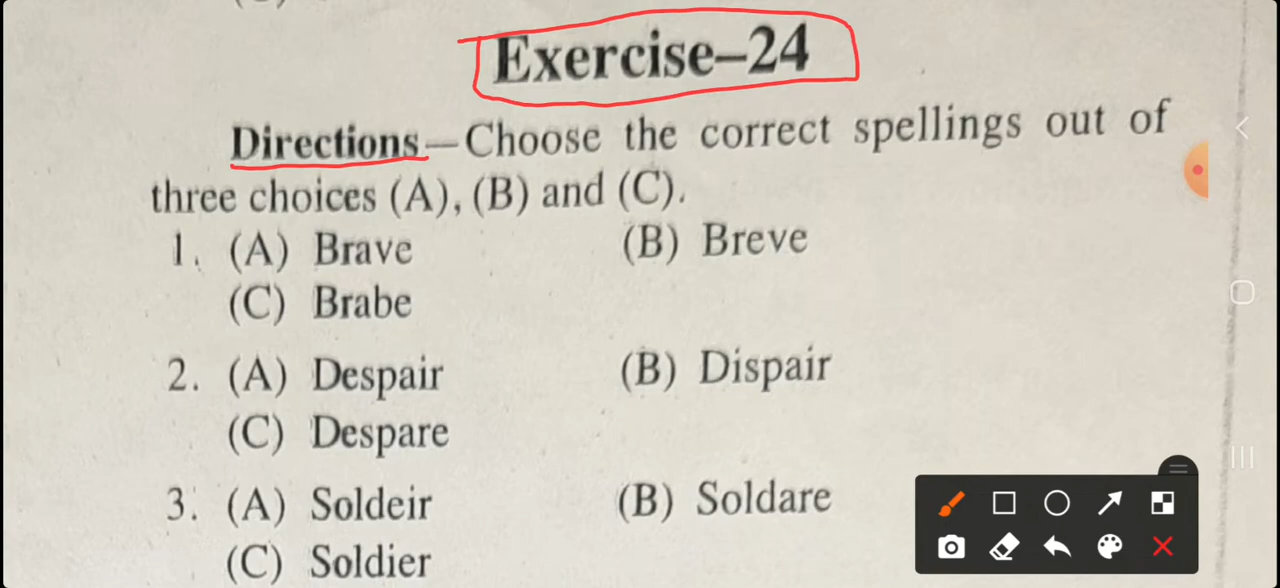 Exercise–24
Directions—Choose the correct spellings out of
three choices (A), (B) and (C).
1. (A) Brave (B) Breve
(C) Brabe
2. (A) Despair (B) Dispair
(C) Despare
3. (A) Soldeir (B) Soldare
(C) Soldier